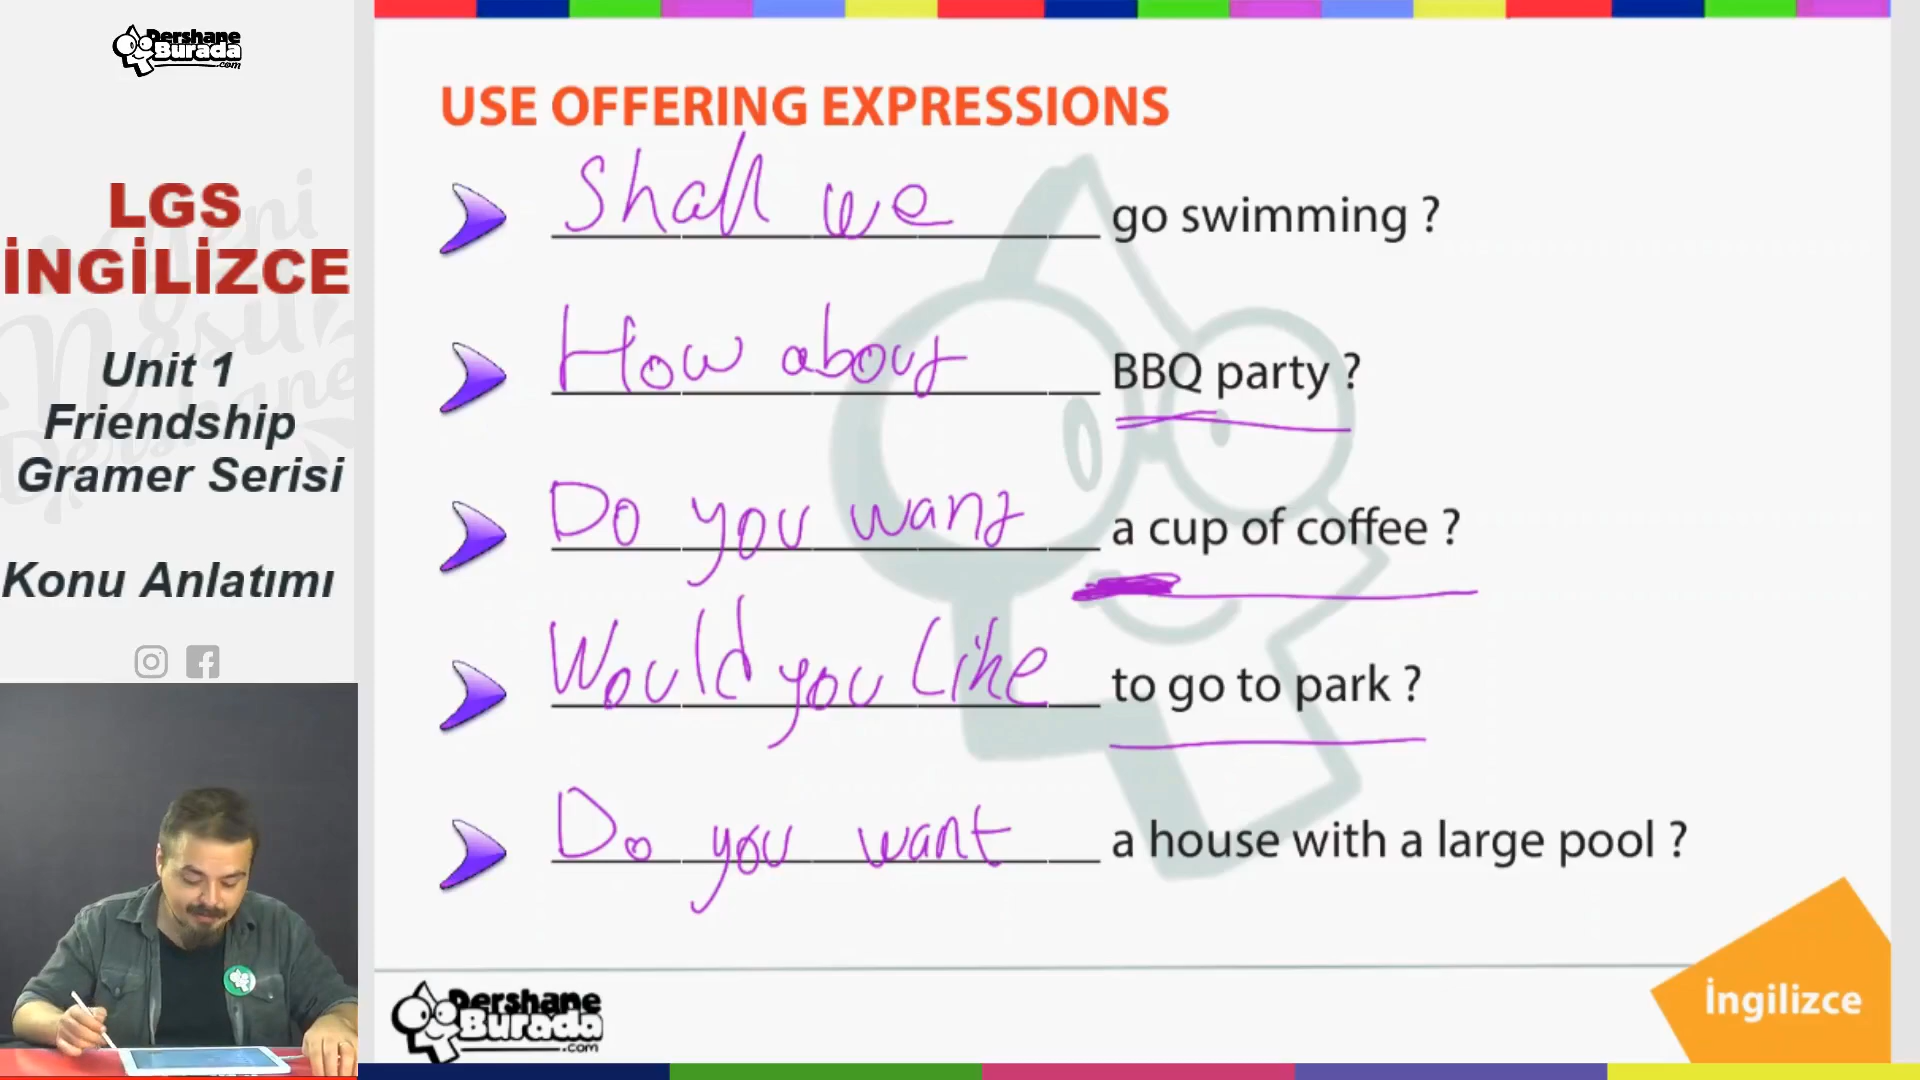 Dershane
Burada
.com
LGS
İNGİLİZCE
Unit 1
Friendship
Gramer Serisi
Konu Anlatımı
USE OFFERING EXPRESSIONS
Shall we go swimming ?
How about BBQ party ?
Do you want a cup of coffee ?
Would you like to go to park ?
Do you want a house with a large pool ?
Dershane
Burada
.com
İngilizce